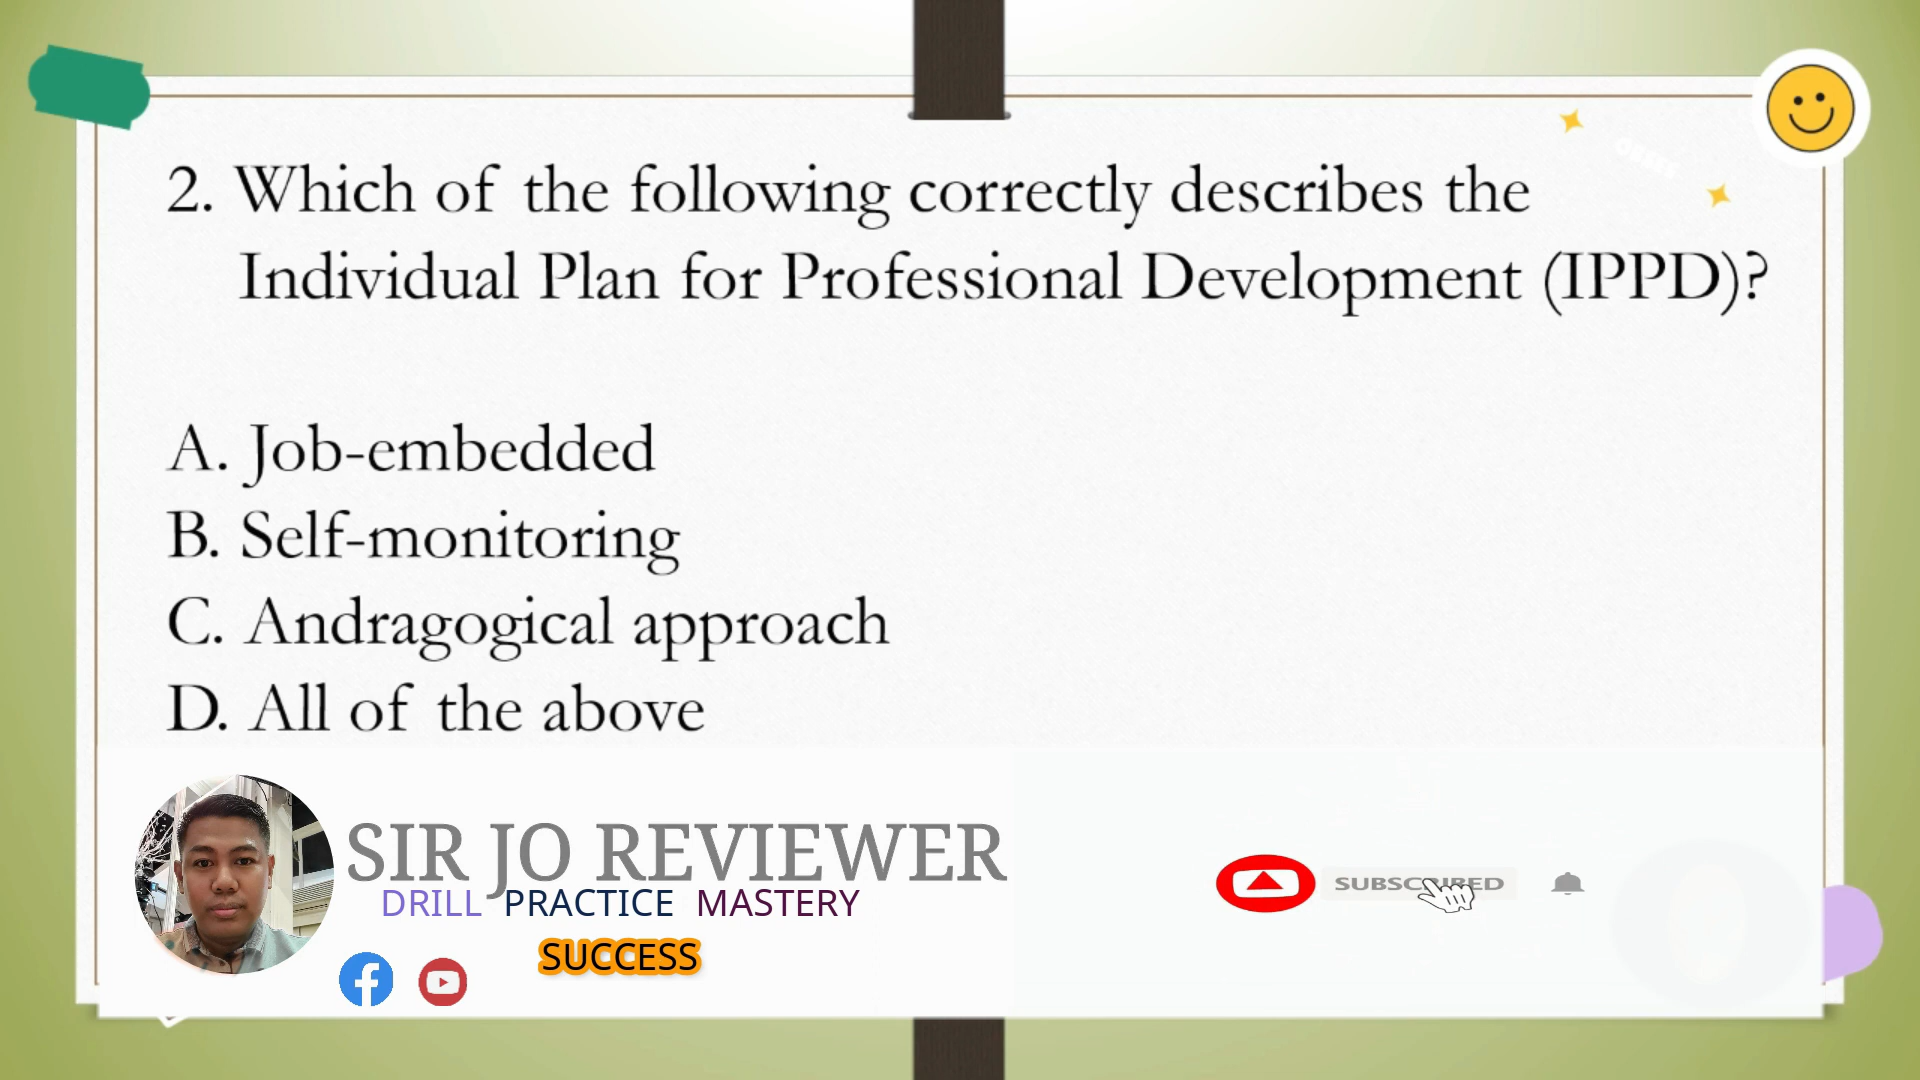 2. Which of the following correctly describes the
Individual Plan for Professional Development (IPPD)?
A. Job-embedded
B. Self-monitoring
C. Andragogical approach
D. All of the above
SIR JO REVIEWER
DRILL PRACTICE MASTERY
SUCCESS
SUBSCRIBED